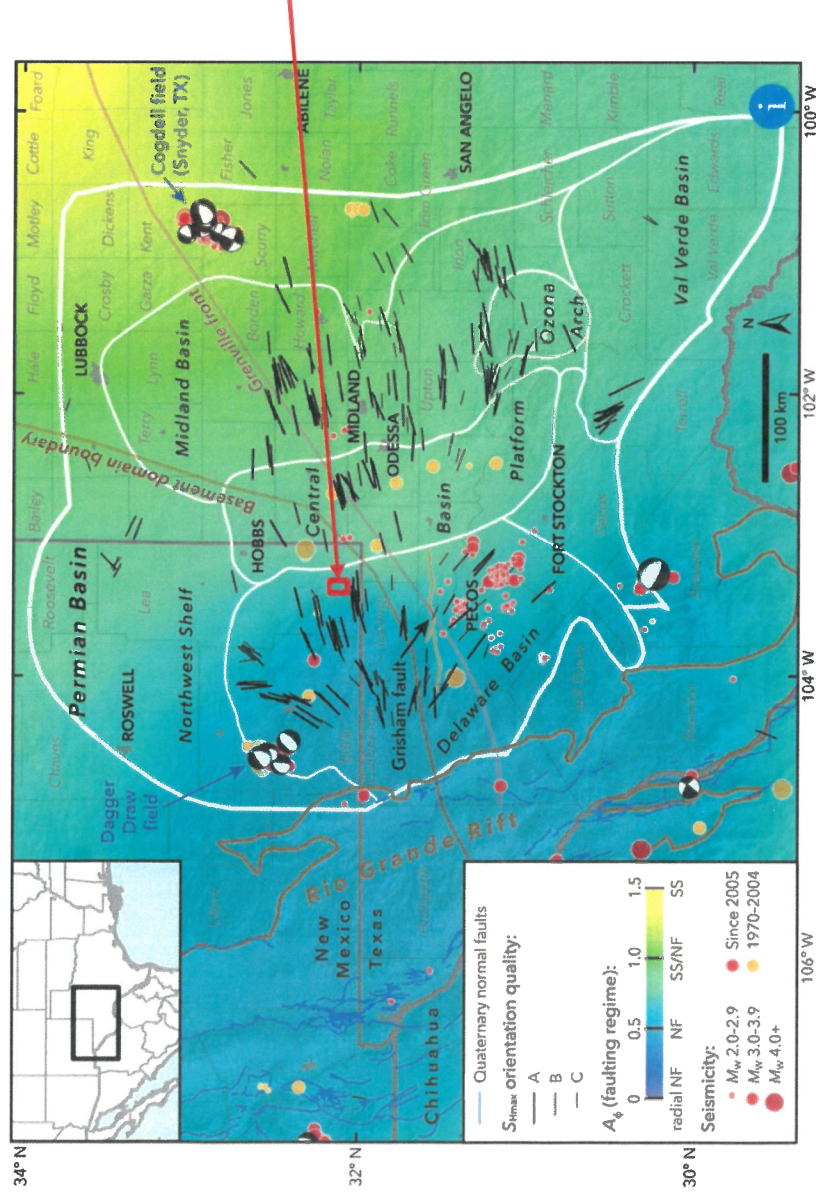 34° N
32° N
30° N
106° W
104° W
102° W
100° W
Foard
Cottle
Motley
Floyd
Hale
Bailey
King
Dickens
Crosby
LUBBOCK
Roosevelt
Permian Basin
Chaves
Cogdell field
(Snyder, TX)
Jones
Fisher
Kent
Scurry
Garza
Borden
Lynn
Terry
Midland Basin
Grenville front
Basement domain boundary
HOBBS
Lea
Northwest Shelf
ROSWELL
Dagger
Draw
field
ABILENE
Taylor
Nolan
Howard
Central
Basin
Platform
MIDLAND
ODESSA
Runnels
Coke
SAN ANGELO
Tom Green
Irion
Upton
Menard
Schleicher
Kimble
Sutton
Ozona
Arch
Crockett
Real
Edwards
Val Verde
Val Verde Basin
FORT STOCKTON
Pecos
Terrell
PECOS
Grisham fault
Delaware Basin
Rio Grande Rift
New
Mexico
Texas
Chihuahua
N
100 km
i
Quaternary normal faults
SHmax orientation quality:
A
B
C
Aϕ (faulting regime):
0
0.5
1.0
1.5
radial NF
NF
SS/NF
SS
Seismicity:
Mw 2.0-2.9
Mw 3.0-3.9
Mw 4.0+
Since 2005
1970-2004